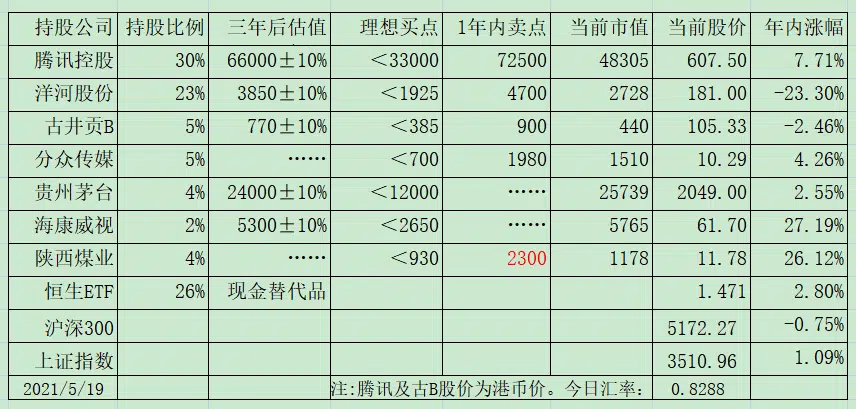 持股公司 持股比例 三年后估值 理想买点 1年内卖点 当前市值 当前股价 年内涨幅
腾讯控股 30% 66000±10% <33000 72500 48305 607.50 7.71%
洋河股份 23% 3850±10% <1925 4700 2728 181.00 -23.30%
古井贡B 5% 770±10% <385 900 440 105.33 -2.46%
分众传媒 5% …… <700 1980 1510 10.29 4.26%
贵州茅台 4% 24000±10% <12000 …… 25739 2049.00 2.55%
海康威视 2% 5300±10% <2650 …… 5765 61.70 27.19%
陕西煤业 4% …… <930 2300 1178 11.78 26.12%
恒生ETF 26% 现金替代品 1.471 2.80%
沪深300 5172.27 -0.75%
上证指数 3510.96 1.09%
2021/5/19 注:腾讯及古B股价为港币价。今日汇率: 0.8288